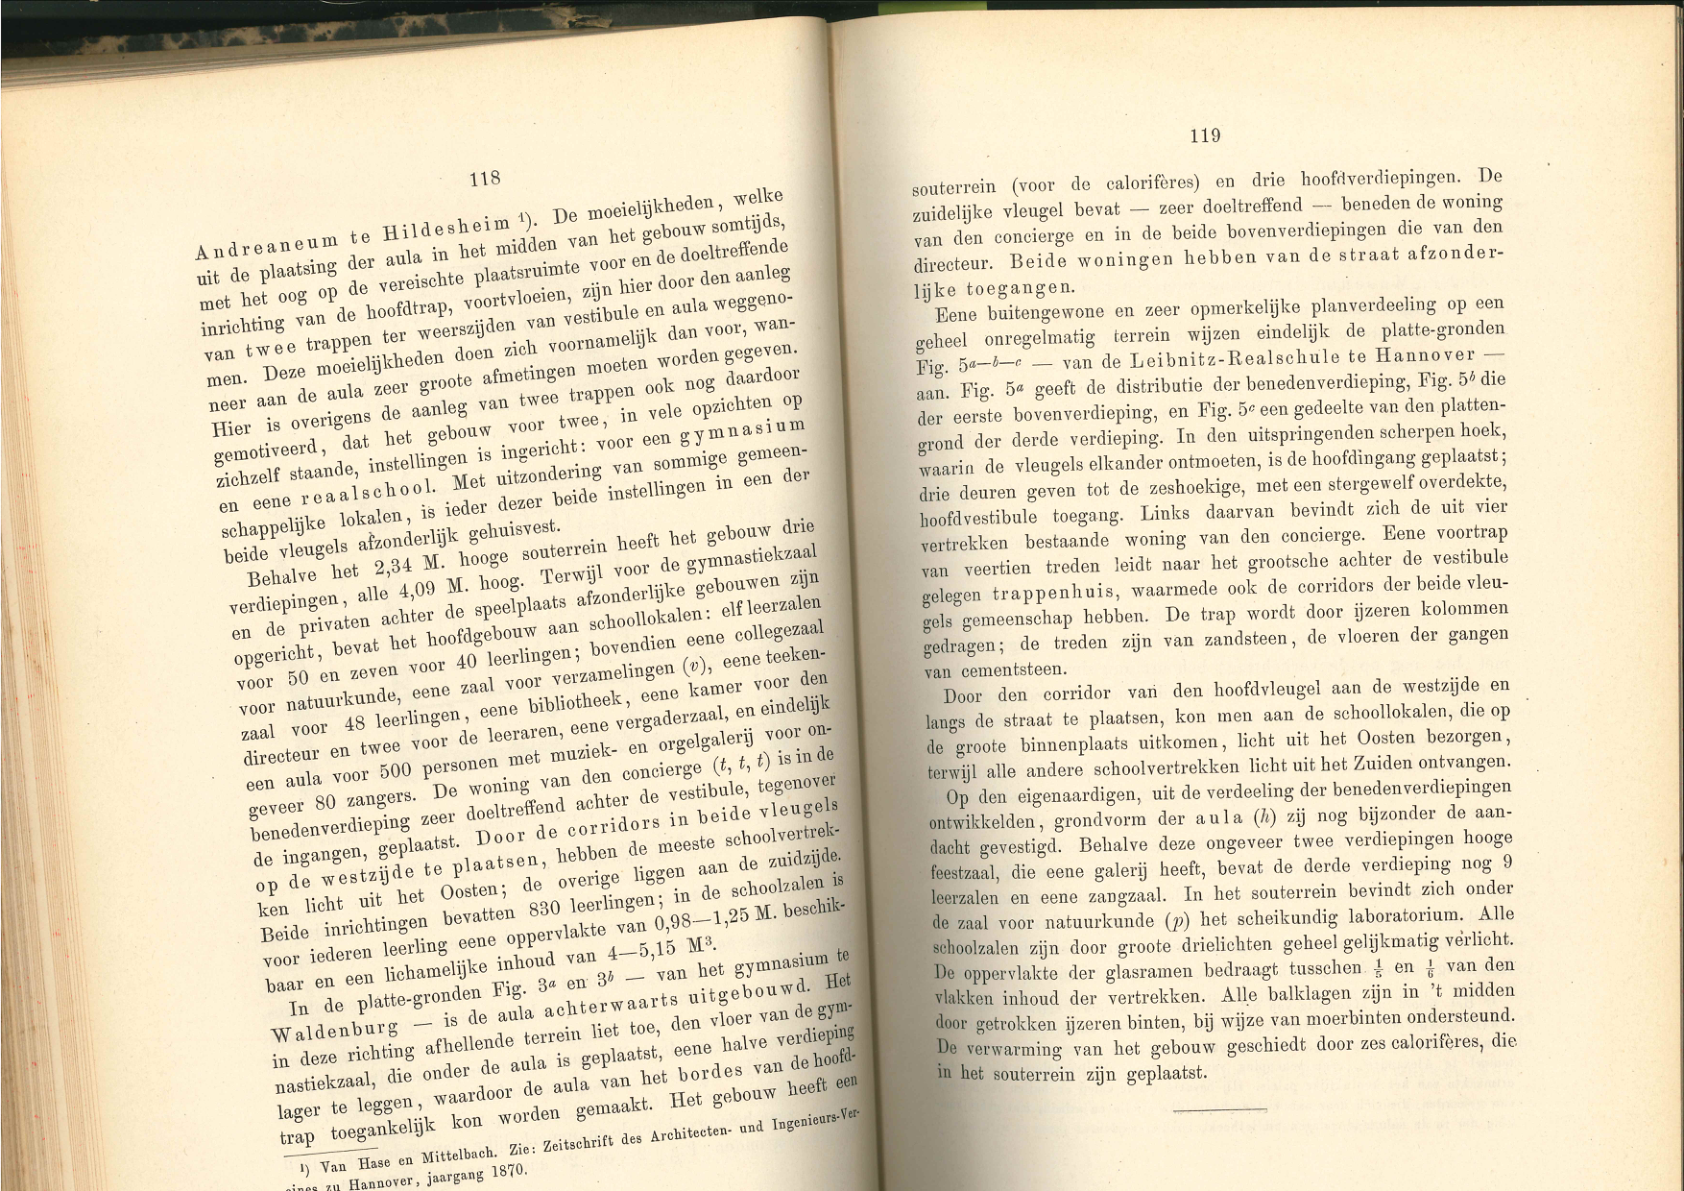 118
Andreaneum te Hildesheim ¹). De moeielijkheden, welke
uit de plaatsing der aula in het midden van het gebouw somtijds,
met het oog op de vereischte plaatsruimte voor en de doeltreffende
inrichting van de hoofdtrap, voortvloeien, zijn hier door den aanleg
van twee trappen ter weerszijden van vestibule en aula weggeno-
men. Deze moeielijkheden doen zich voornamelijk dan voor, wan-
neer aan de aula zeer groote afmetingen moeten worden gegeven.
Hier is overigens de aanleg van twee trappen ook nog daardoor
gemotiveerd, dat het gebouw voor twee, in vele opzichten op
zichzelf staande, instellingen is ingericht: voor een gymnasium
en eene reaalschool. Met uitzondering van sommige gemeen-
schappelijke lokalen, is ieder dezer beide instellingen in een der
beide vleugels afzonderlijk gehuisvest.
Behalve het 2,34 M. hooge souterrein heeft het gebouw drie
verdiepingen, alle 4,09 M. hoog. Terwijl voor de gymnastiekzaal
en de privaten achter de speelplaats afzonderlijke gebouwen zijn
opgericht, bevat het hoofdgebouw aan schoollokalen: elf leerzalen
voor 50 en zeven voor 40 leerlingen; bovendien eene collegezaal
voor natuurkunde, eene zaal voor verzamelingen (v), eene teeken-
zaal voor 48 leerlingen, eene bibliotheek, eene kamer voor den
directeur en twee voor de leeraren, eene vergaderzaal, en eindelijk
een aula voor 500 personen met muziek- en orgelgalerij voor on-
geveer 80 zangers. De woning van den concierge (t, t, t) is in de
benedenverdieping zeer doeltreffend achter de vestibule, tegenover
de ingangen, geplaatst. Door de corridors in beide vleugels
op de westzijde te plaatsen, hebben de meeste schoolvertrek-
ken licht uit het Oosten; de overige liggen aan de zuidzijde.
Beide inrichtingen bevatten 830 leerlingen; in de schoolzalen is
voor iederen leerling eene oppervlakte van 0,98—1,25 M. beschik-
baar en een lichamelijke inhoud van 4—5,15 M³.
In de platte-gronden Fig. 3ᵃ en 3ᵇ — van het gymnasium te
Waldenburg — is de aula achterwaarts uitgebouwd. Het
in deze richting afhellende terrein liet toe, den vloer van de gym-
nastiekzaal, die onder de aula is geplaatst, eene halve verdieping
lager te leggen, waardoor de aula van het bordes van de hoofd-
trap toegankelijk kon worden gemaakt. Het gebouw heeft een
¹) Van Hase en Mittelbach. Zie: Zeitschrift des Architecten- und Ingenieurs-Ver-
eines zu Hannover, jaargang 1870.
119
souterrein (voor de calorifères) en drie hoofdverdiepingen. De
zuidelijke vleugel bevat — zeer doeltreffend — beneden de woning
van den concierge en in de beide bovenverdiepingen die van den
directeur. Beide woningen hebben van de straat afzonder-
lijke toegangen.
Eene buitengewone en zeer opmerkelijke planverdeeling op een
geheel onregelmatig terrein wijzen eindelijk de platte-gronden
Fig. 5ᵃ—ᵇ—ᶜ — van de Leibnitz-Realschule te Hannover —
aan. Fig. 5ᵃ geeft de distributie der benedenverdieping, Fig. 5ᵇ die
der eerste bovenverdieping, en Fig. 5ᶜ een gedeelte van den platten-
grond der derde verdieping. In den uitspringenden scherpen hoek,
waarin de vleugels elkander ontmoeten, is de hoofdingang geplaatst;
drie deuren geven tot de zeshoekige, met een stergewelf overdekte,
hoofdvestibule toegang. Links daarvan bevindt zich de uit vier
vertrekken bestaande woning van den concierge. Eene voortrap
van veertien treden leidt naar het grootsche achter de vestibule
gelegen trappenhuis, waarmede ook de corridors der beide vleu-
gels gemeenschap hebben. De trap wordt door ijzeren kolommen
gedragen; de treden zijn van zandsteen, de vloeren der gangen
van cementsteen.
Door den corridor van den hoofdvleugel aan de westzijde en
langs de straat te plaatsen, kon men aan de schoollokalen, die op
de groote binnenplaats uitkomen, licht uit het Oosten bezorgen,
terwijl alle andere schoolvertrekken licht uit het Zuiden ontvangen.
Op den eigenaardigen, uit de verdeeling der benedenverdiepingen
ontwikkelden, grondvorm der aula (h) zij nog bijzonder de aan-
dacht gevestigd. Behalve deze ongeveer twee verdiepingen hooge
feestzaal, die eene galerij heeft, bevat de derde verdieping nog 9
leerzalen en eene zangzaal. In het souterrein bevindt zich onder
de zaal voor natuurkunde (p) het scheikundig laboratorium. Alle
schoolzalen zijn door groote drielichten geheel gelijkmatig verlicht.
De oppervlakte der glasramen bedraagt tusschen ⅕ en ⅙ van den
vlakken inhoud der vertrekken. Alle balklagen zijn in 't midden
door getrokken ijzeren binten, bij wijze van moerbinten ondersteund.
De verwarming van het gebouw geschiedt door zes calorifères, die
in het souterrein zijn geplaatst.